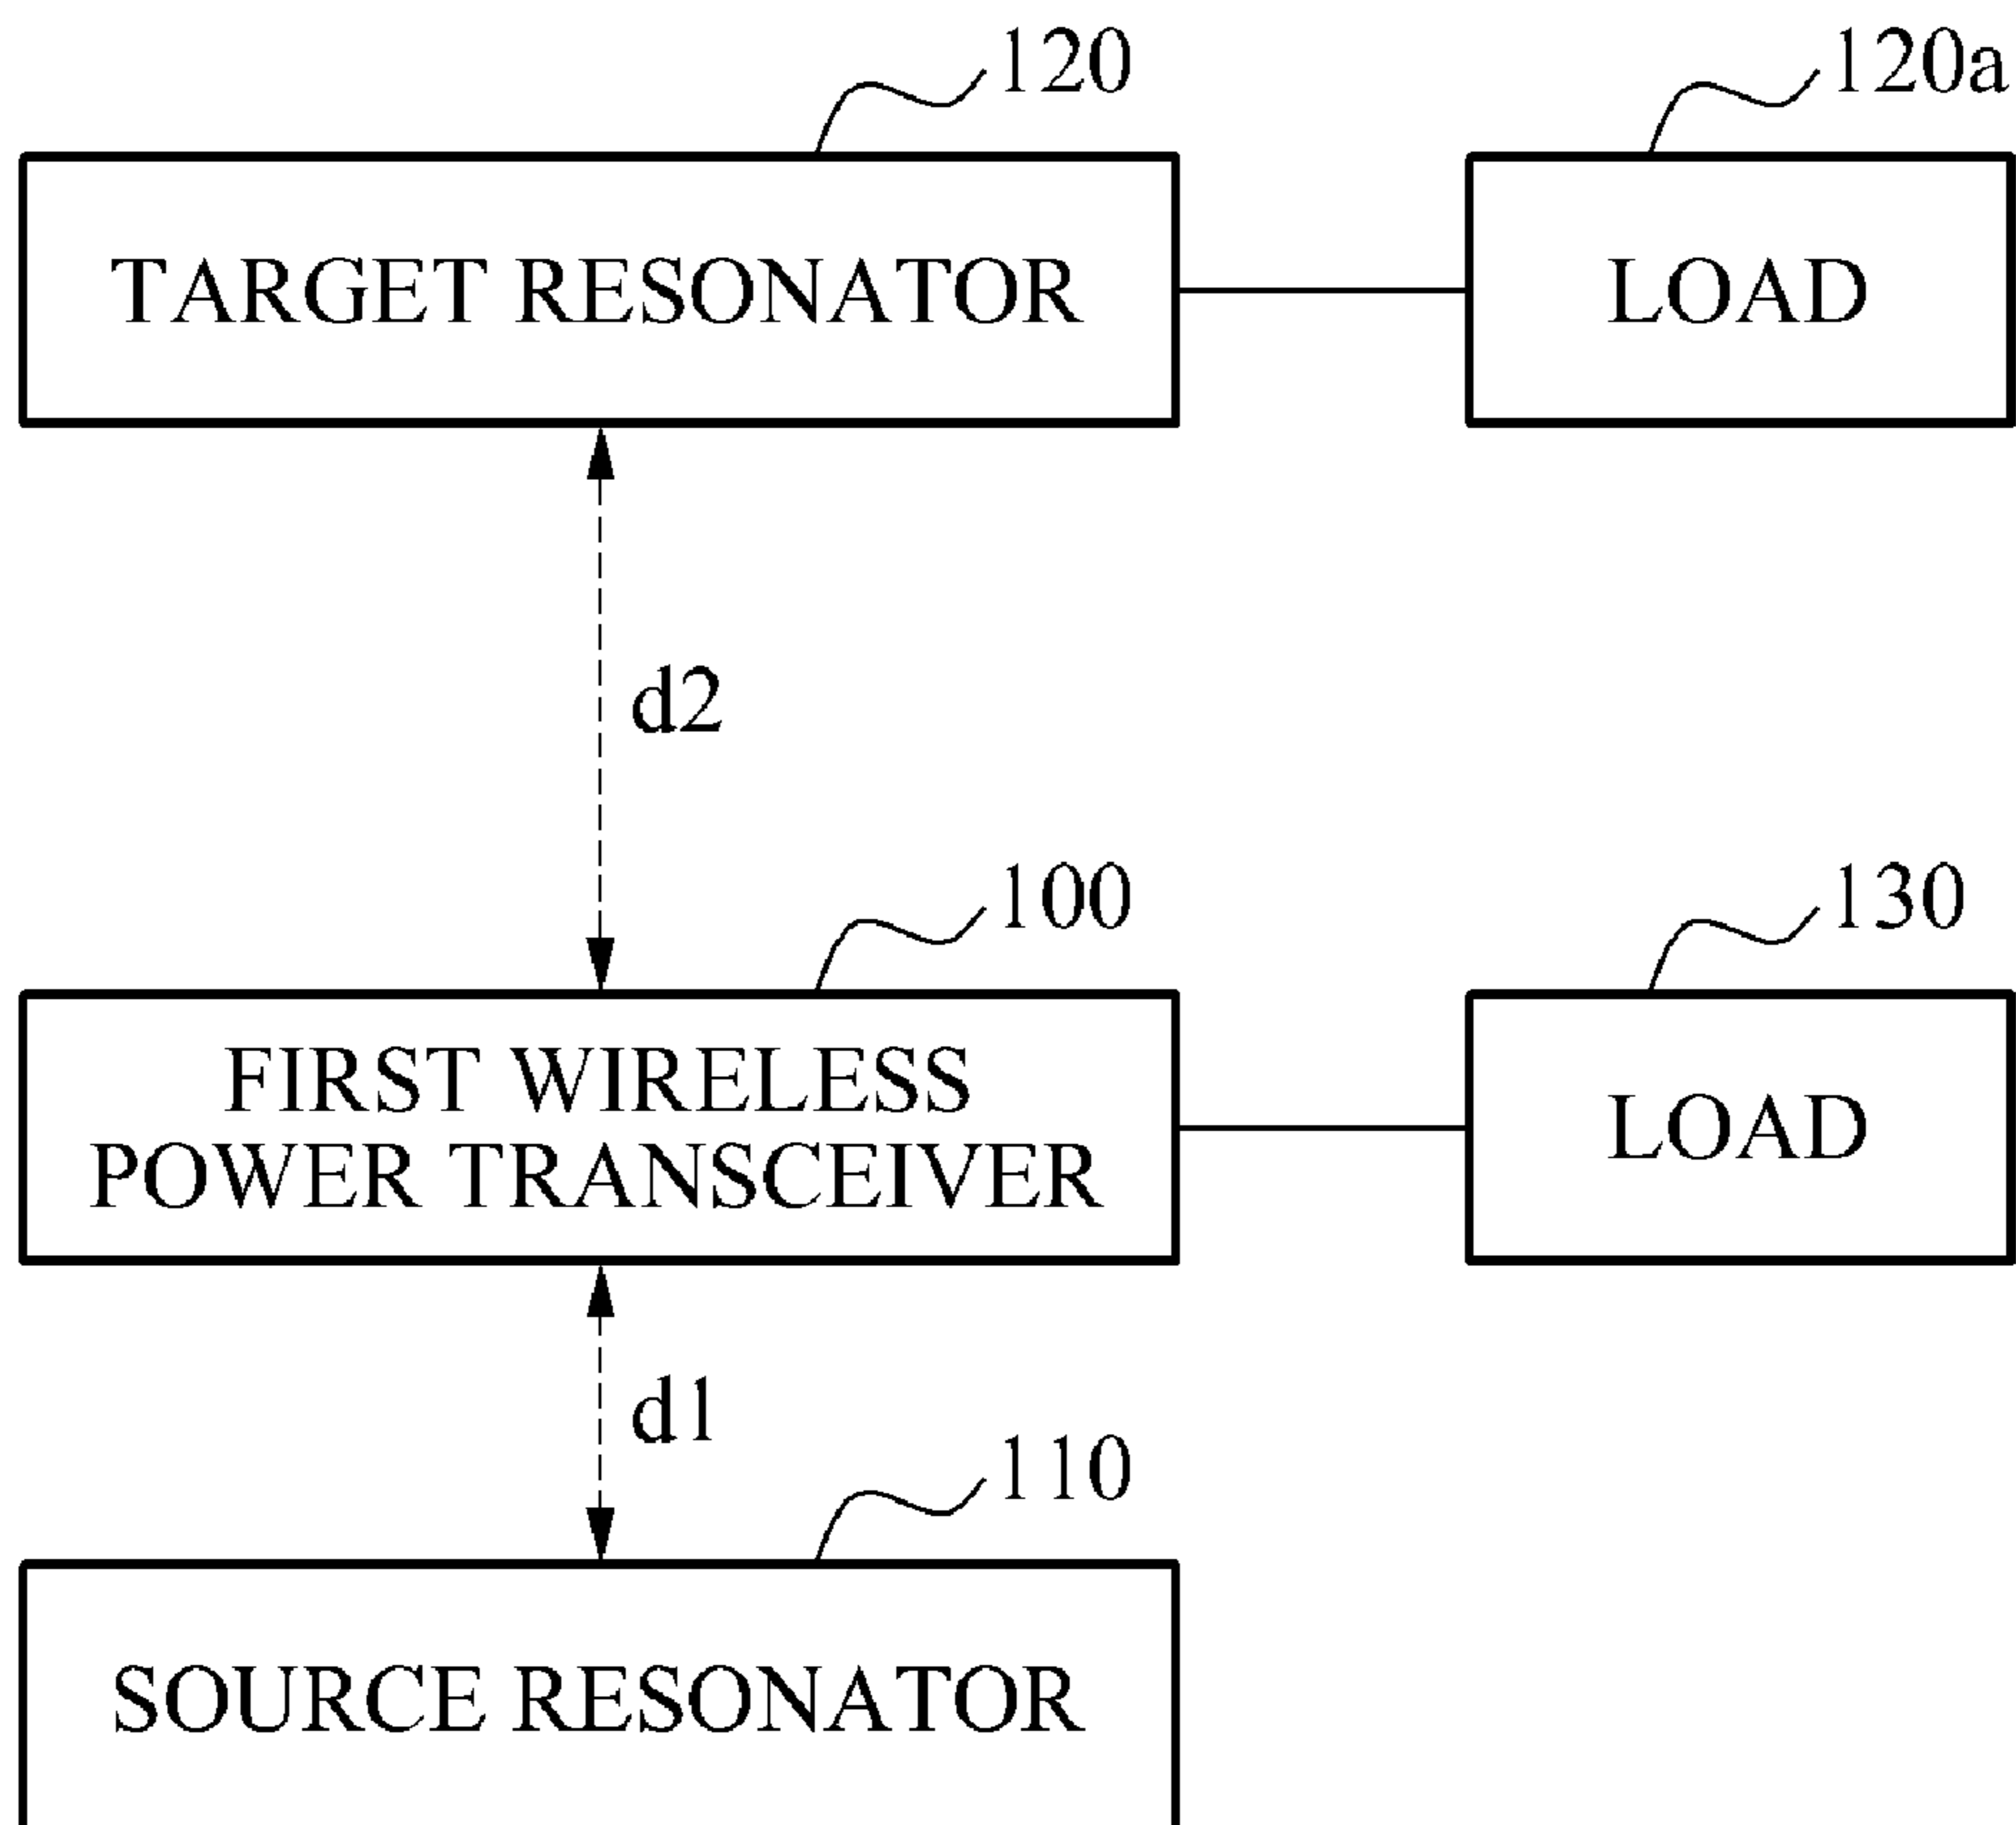 120
120a
TARGET RESONATOR
LOAD
d2
100
130
FIRST WIRELESS
POWER TRANSCEIVER
LOAD
d1
110
SOURCE RESONATOR